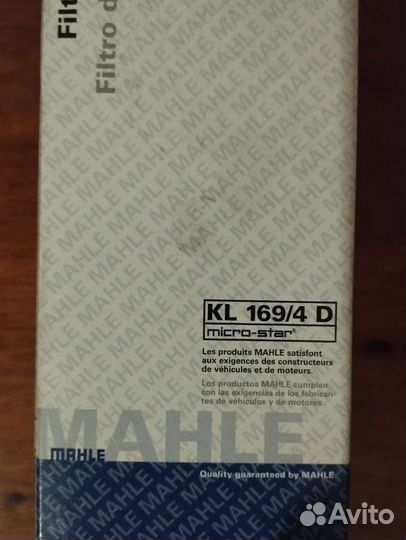 Filt
Filtro d
KL 169/4 D
micro-star®
Les produits MAHLE satisfont
aux exigences des constructeurs
de véhicules et de moteurs.
Los productos MAHLE cumplen
con las exigencias de los fabrican-
tes de vehículos y de motores.
MAHLE
MAHLE
Quality guaranteed by MAHLE
Avito